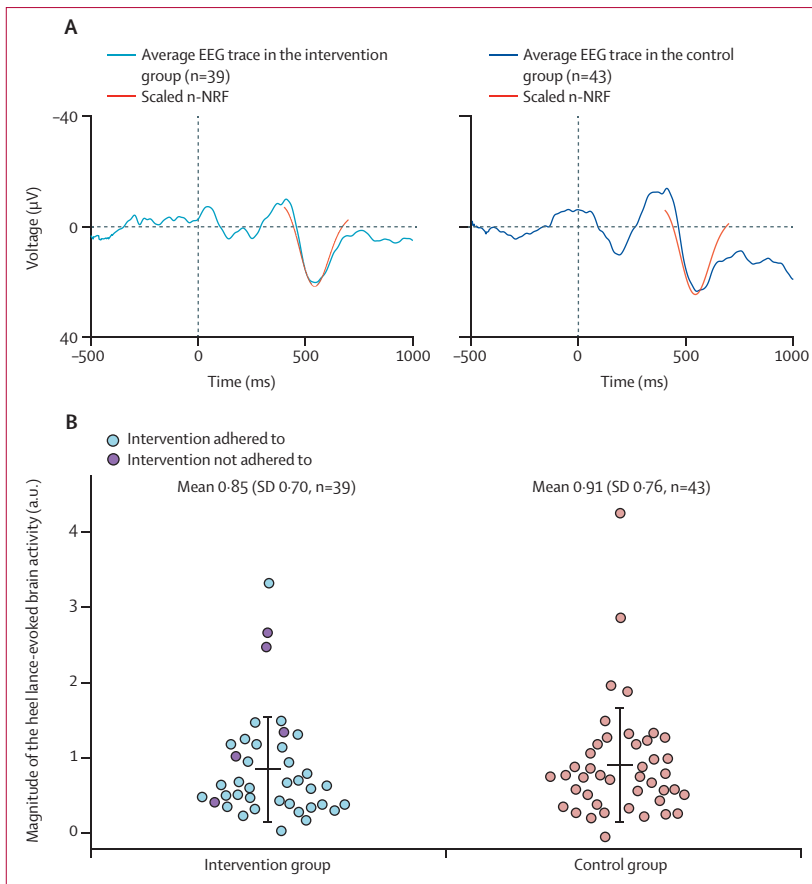 A
Average EEG trace in the intervention
group (n=39)
Scaled n-NRF
Average EEG trace in the control
group (n=43)
Scaled n-NRF
Voltage (µV)
–40
0
40
–500
0
500
1000
Time (ms)
–500
0
500
1000
Time (ms)
B
Intervention adhered to
Intervention not adhered to
Mean 0·85 (SD 0·70, n=39)
Mean 0·91 (SD 0·76, n=43)
Magnitude of the heel lance-evoked brain activity (a.u.)
4
3
2
1
0
Intervention group
Control group